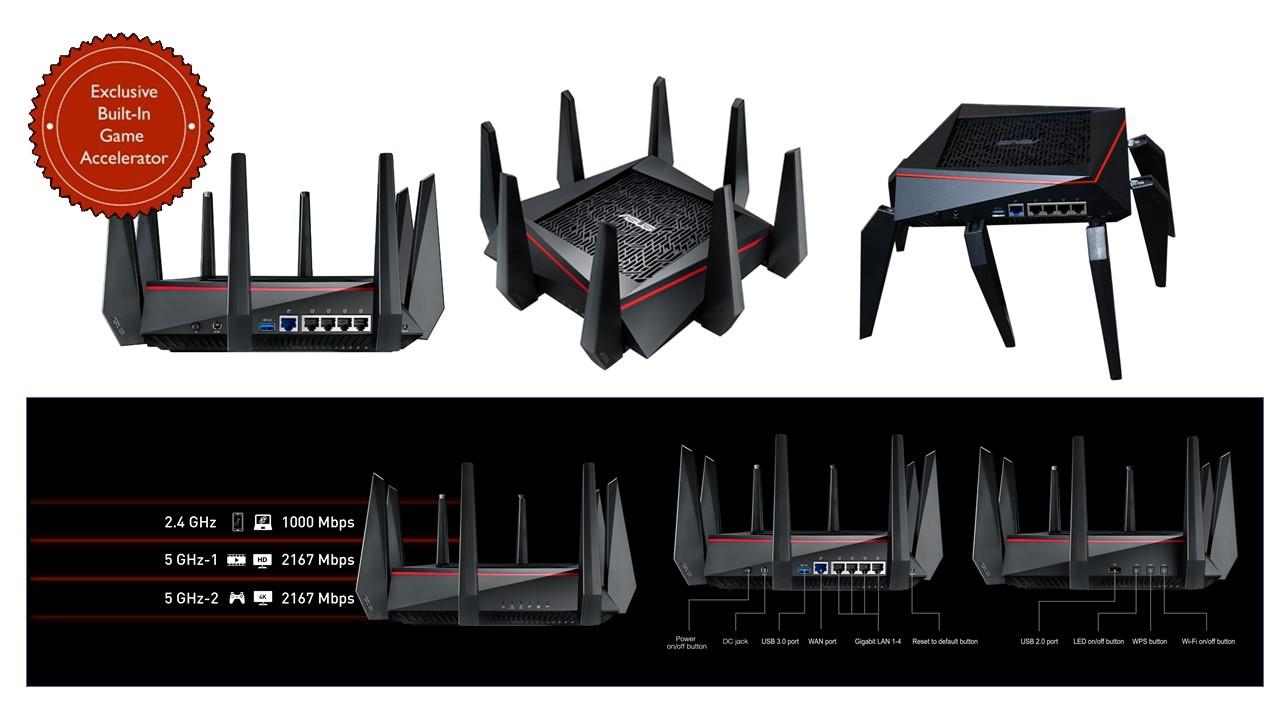 Exclusive
Built-In
Game
Accelerator
2.4 GHz 1000 Mbps
5 GHz-1 HD 2167 Mbps
5 GHz-2 4K 2167 Mbps
Power
on/off button
DC jack
USB 3.0 port
WAN port
Gigabit LAN 1-4
Reset to default button
USB 2.0 port
LED on/off button
WPS button
Wi-Fi on/off button